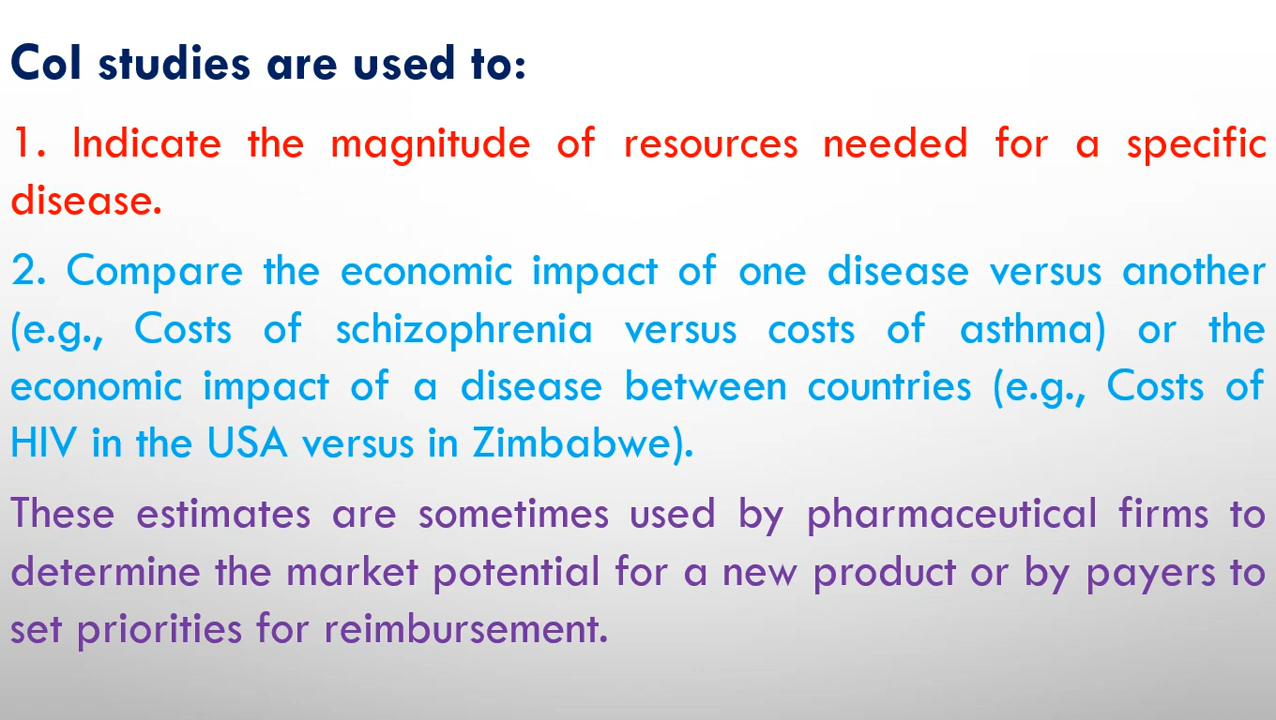 CoI studies are used to:
1. Indicate the magnitude of resources needed for a specific
disease.
2. Compare the economic impact of one disease versus another
(e.g., Costs of schizophrenia versus costs of asthma) or the
economic impact of a disease between countries (e.g., Costs of
HIV in the USA versus in Zimbabwe).
These estimates are sometimes used by pharmaceutical firms to
determine the market potential for a new product or by payers to
set priorities for reimbursement.